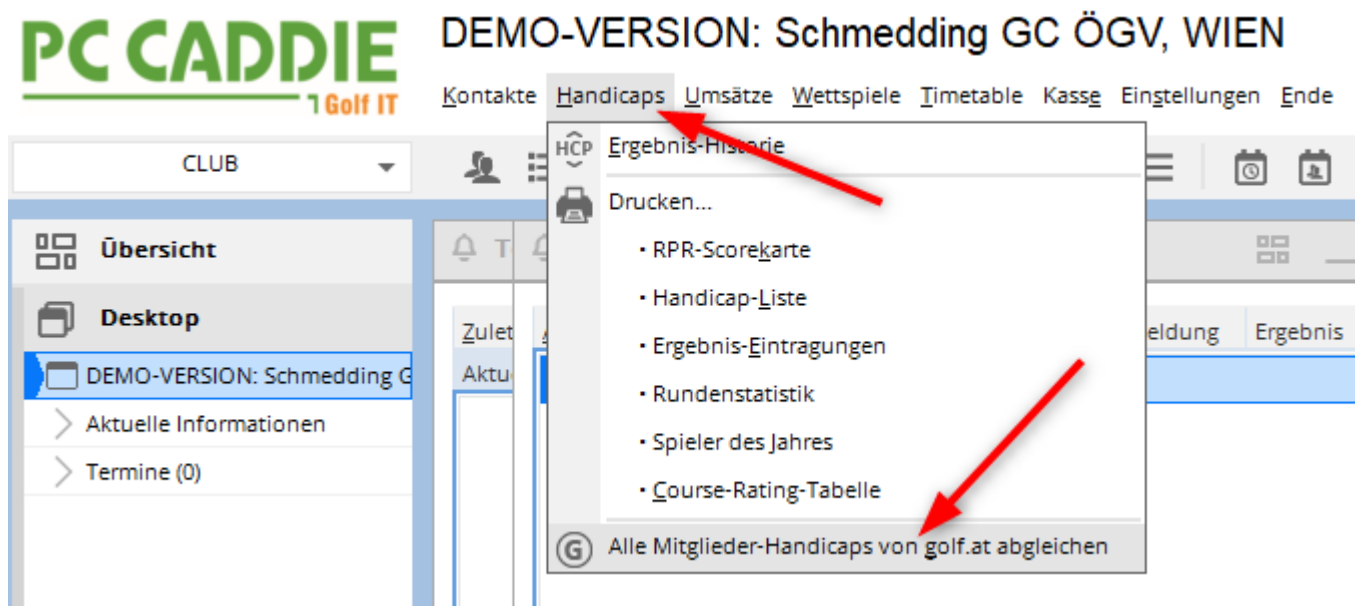 PC CADDIE
Golf IT
DEMO-VERSION: Schmedding GC ÖGV, WIEN
Kontakte Handicaps Umsätze Wettspiele Timetable Kasse Einstellungen Ende
CLUB
HCP Ergebnis-Historie
Drucken...
Übersicht
• RPR-Scorekarte
Desktop
• Handicap-Liste
Zulet eldung Ergebnis
• Ergebnis-Eintragungen
DEMO-VERSION: Schmedding G
Aktu
• Rundenstatistik
Aktuelle Informationen
• Spieler des Jahres
Termine (0)
• Course-Rating-Tabelle
G Alle Mitglieder-Handicaps von golf.at abgleichen